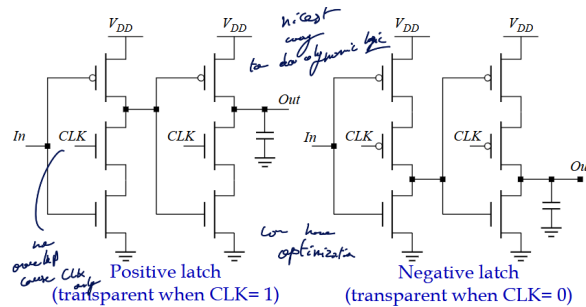 V_DD V_DD V_DD V_DD
nicest
way
to do dynamic logic
Out
In CLK CLK In CLK CLK
Ou
no
overlap
cause CLK
only
can have
optimization
Positive latch Negative latch
(transparent when CLK= 1) (transparent when CLK= 0)